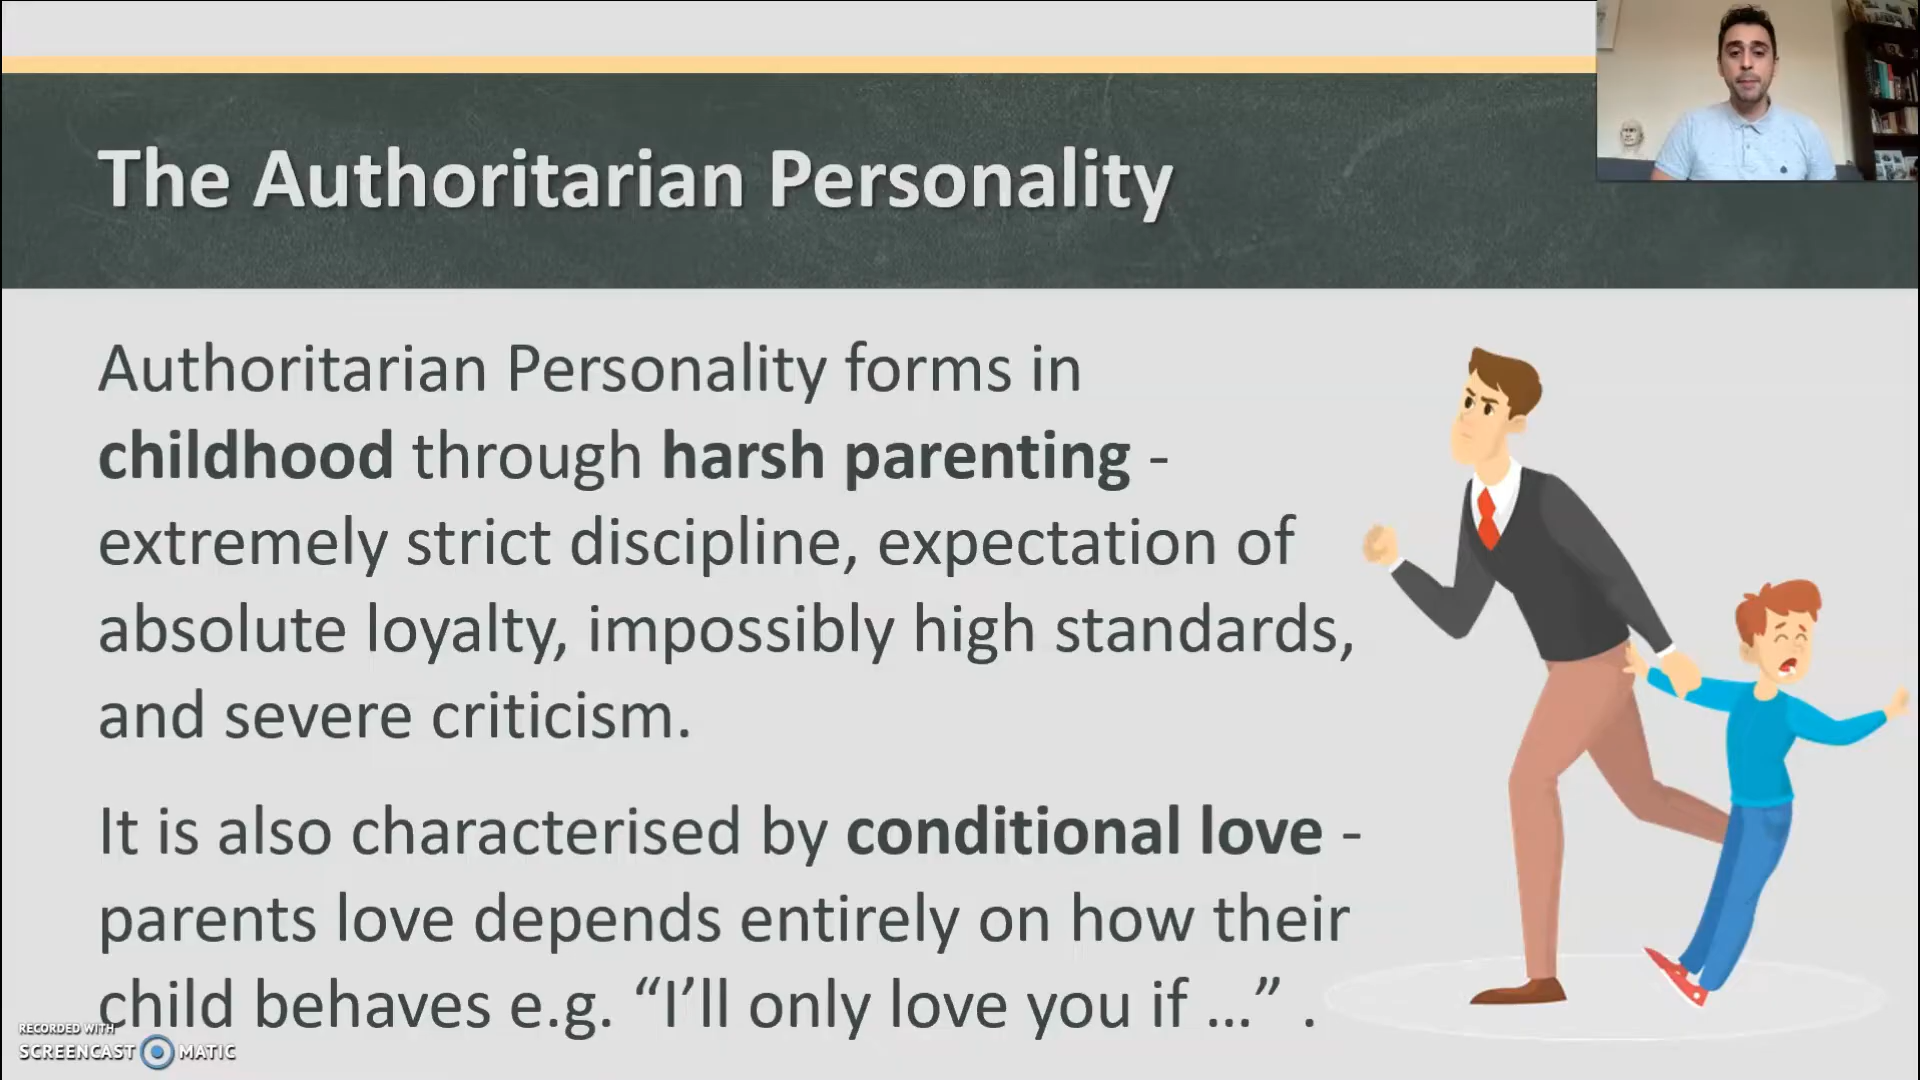 The Authoritarian Personality
Authoritarian Personality forms in
childhood through harsh parenting -
extremely strict discipline, expectation of
absolute loyalty, impossibly high standards,
and severe criticism.
It is also characterised by conditional love -
parents love depends entirely on how their
child behaves e.g. “I’ll only love you if …” .
RECORDED WITH
SCREENCAST MATIC